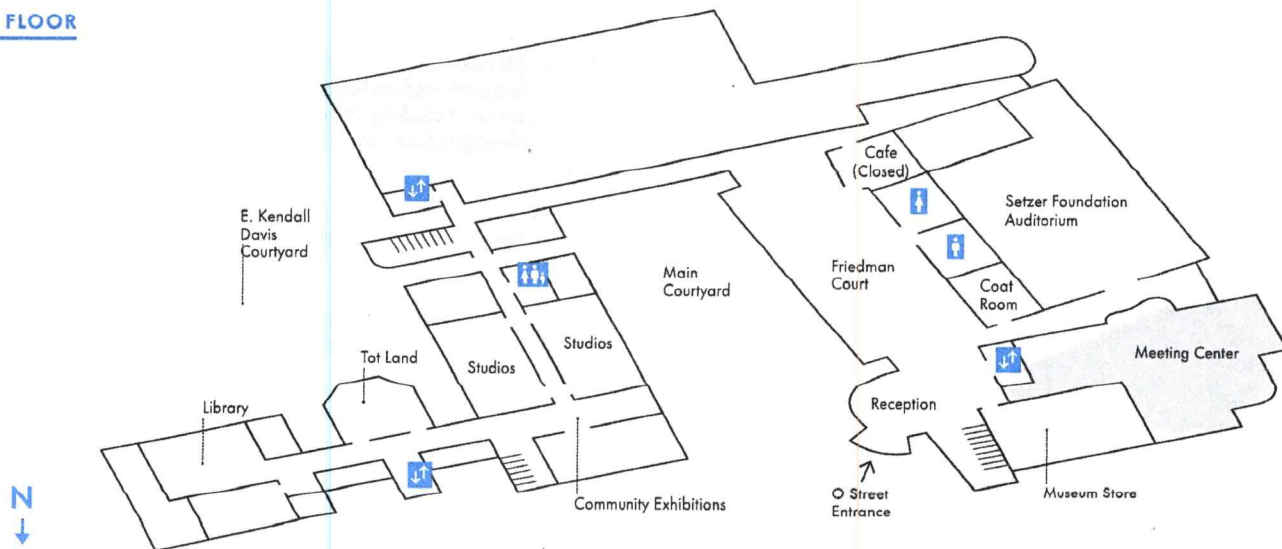 FLOOR
Cafe
(Closed)
Setzer Foundation
Auditorium
E. Kendall
Davis
Courtyard
Main
Courtyard
Friedman
Court
Coat
Room
Meeting Center
Studios
Studios
Tot Land
Library
Reception
Community Exhibitions
O Street
Entrance
Museum Store
N